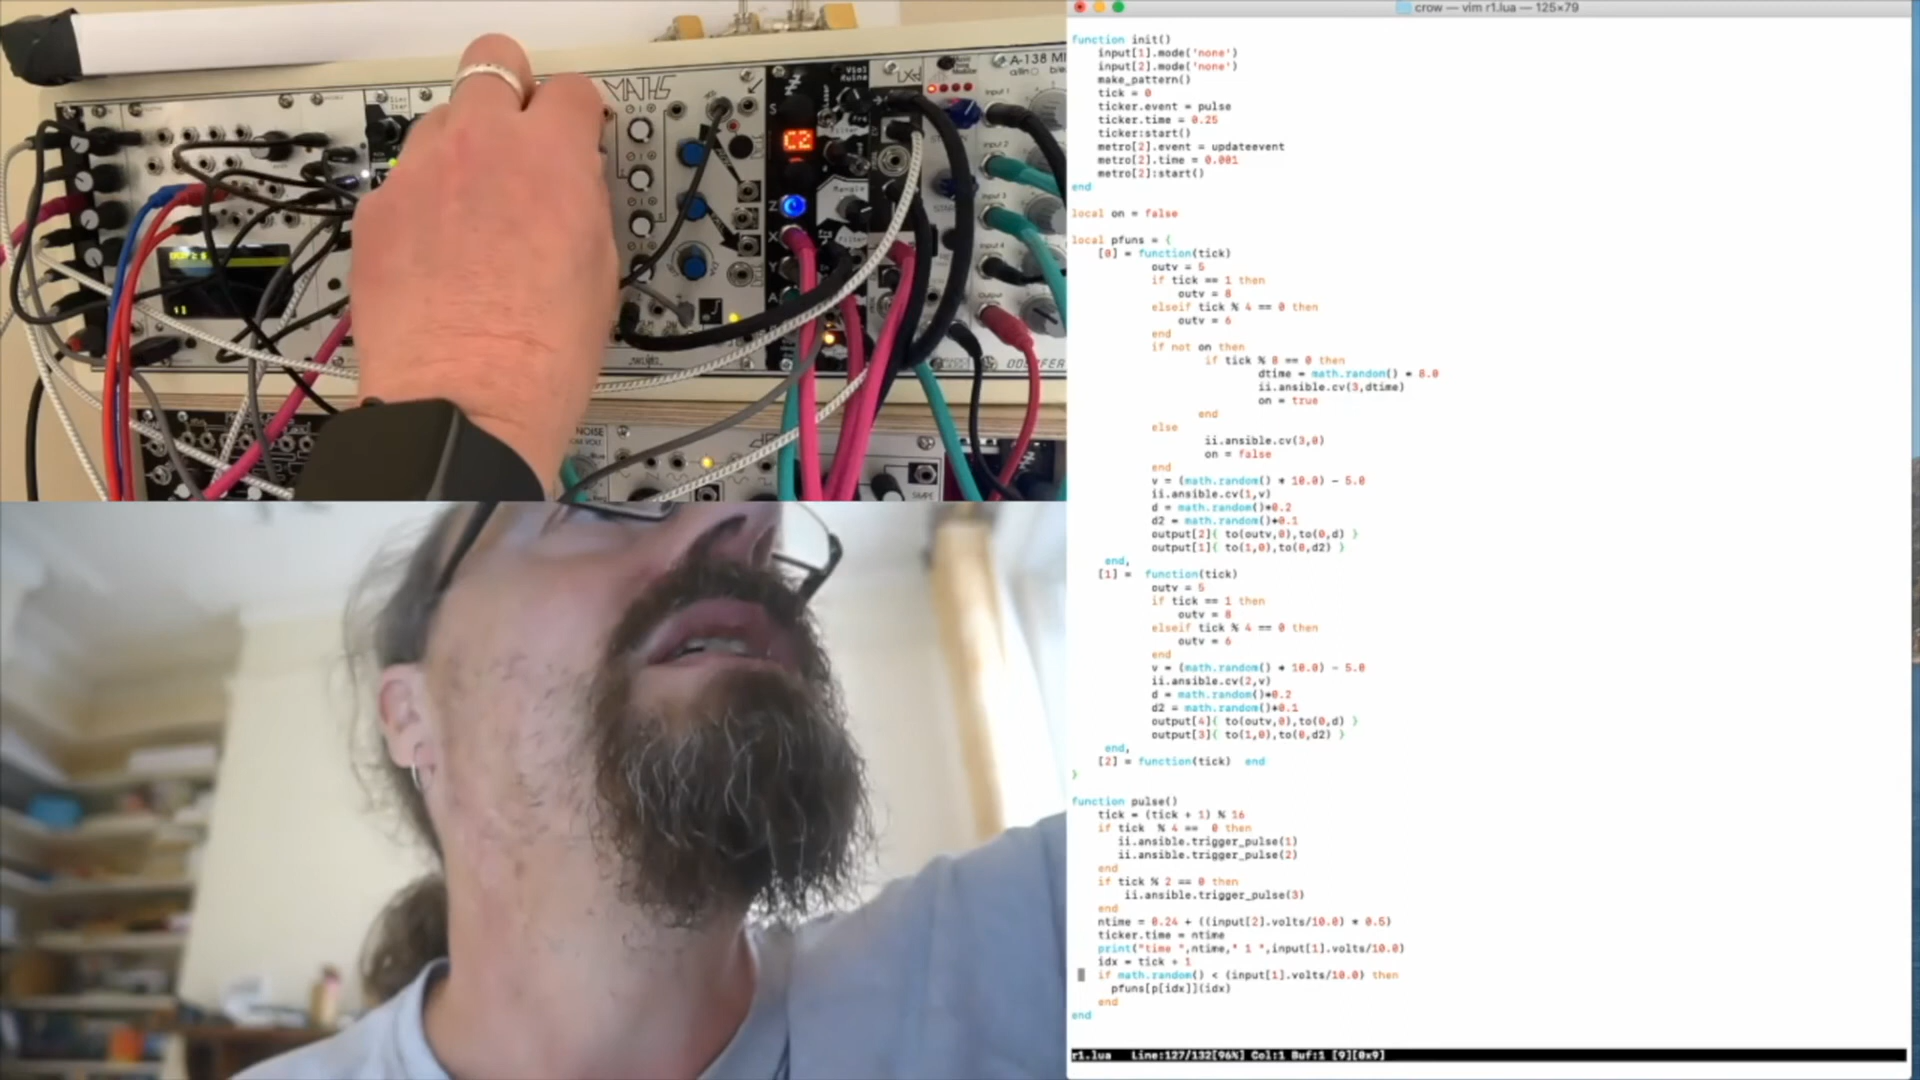 MATHS
C2
S
Z
X
Y
A
A-138 MI
Input 1
Input 2
Input 3
Input 4
Output
NOISE
SHAPE
crow — vim r1.lua — 125×79
function init()
input[1].mode('none')
input[2].mode('none')
make_pattern()
tick = 0
ticker.event = pulse
ticker.time = 0.25
ticker:start()
metro[2].event = updateevent
metro[2].time = 0.001
metro[2]:start()
end
local on = false
local pfuns = {
[0] = function(tick)
outv = 5
if tick == 1 then
outv = 8
elseif tick % 4 == 0 then
outv = 6
end
if not on then
if tick % 8 == 0 then
dtime = math.random() * 8.0
ii.ansible.cv(3,dtime)
on = true
end
else
ii.ansible.cv(3,0)
on = false
end
v = (math.random() * 10.0) - 5.0
ii.ansible.cv(1,v)
d = math.random()*0.2
d2 = math.random()*0.1
output[2]{ to(outv,0),to(0,d) }
output[1]{ to(1,0),to(0,d2) }
end,
[1] = function(tick)
outv = 5
if tick == 1 then
outv = 8
elseif tick % 4 == 0 then
outv = 6
end
v = (math.random() * 10.0) - 5.0
ii.ansible.cv(2,v)
d = math.random()*0.2
d2 = math.random()*0.1
output[4]{ to(outv,0),to(0,d) }
output[3]{ to(1,0),to(0,d2) }
end,
[2] = function(tick) end
}
function pulse()
tick = (tick + 1) % 16
if tick % 4 == 0 then
ii.ansible.trigger_pulse(1)
ii.ansible.trigger_pulse(2)
end
if tick % 2 == 0 then
ii.ansible.trigger_pulse(3)
end
ntime = 0.24 + ((input[2].volts/10.0) * 0.5)
ticker.time = ntime
print("time ",ntime," 1 ",input[1].volts/10.0)
idx = tick + 1
if math.random() < (input[1].volts/10.0) then
pfuns[p[idx]](idx)
end
end
r1.lua Line:127/132[96%] Col:1 Buf:1 [9][0x9]